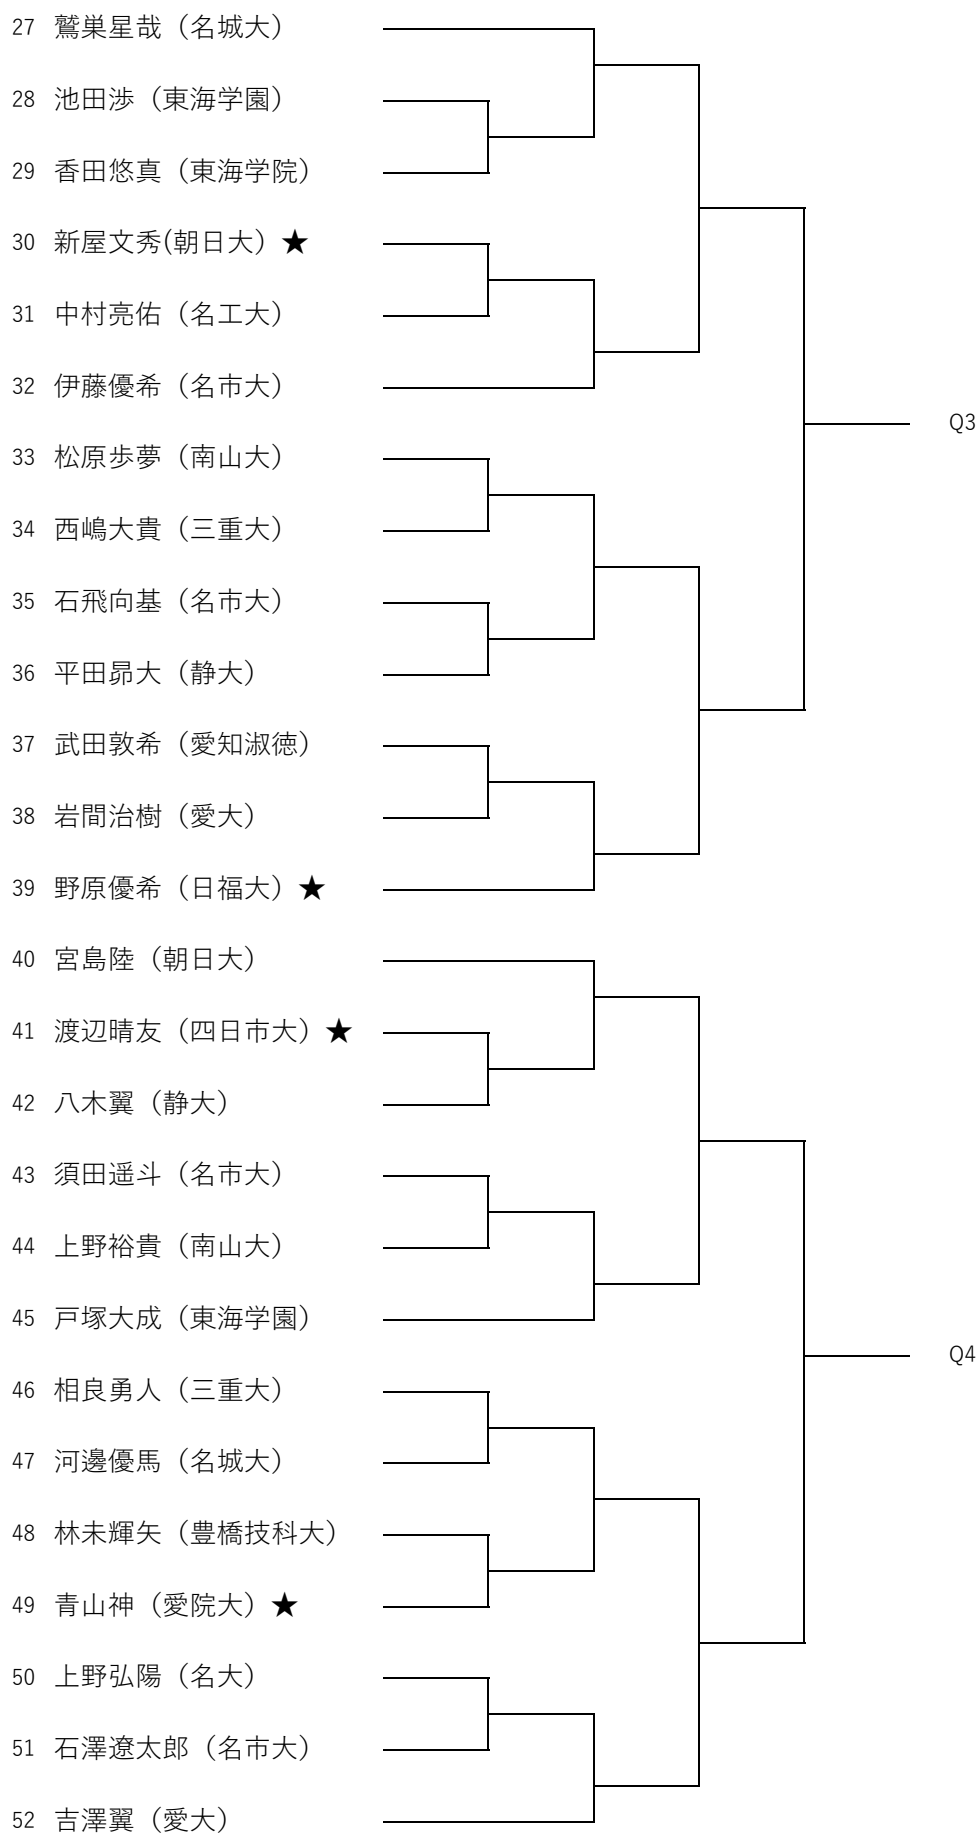 27 鷲巣星哉（名城大）
28 池田渉（東海学園）
29 香田悠真（東海学院）
30 新屋文秀(朝日大）★
31 中村亮佑（名工大）
32 伊藤優希（名市大）
Q3
33 松原歩夢（南山大）
34 西嶋大貴（三重大）
35 石飛向基（名市大）
36 平田昴大（静大）
37 武田敦希（愛知淑徳）
38 岩間治樹（愛大）
39 野原優希（日福大）★
40 宮島陸（朝日大）
41 渡辺晴友（四日市大）★
42 八木翼（静大）
43 須田遥斗（名市大）
44 上野裕貴（南山大）
45 戸塚大成（東海学園）
Q4
46 相良勇人（三重大）
47 河邊優馬（名城大）
48 林未輝矢（豊橋技科大）
49 青山神（愛院大）★
50 上野弘陽（名大）
51 石澤遼太郎（名市大）
52 吉澤翼（愛大）